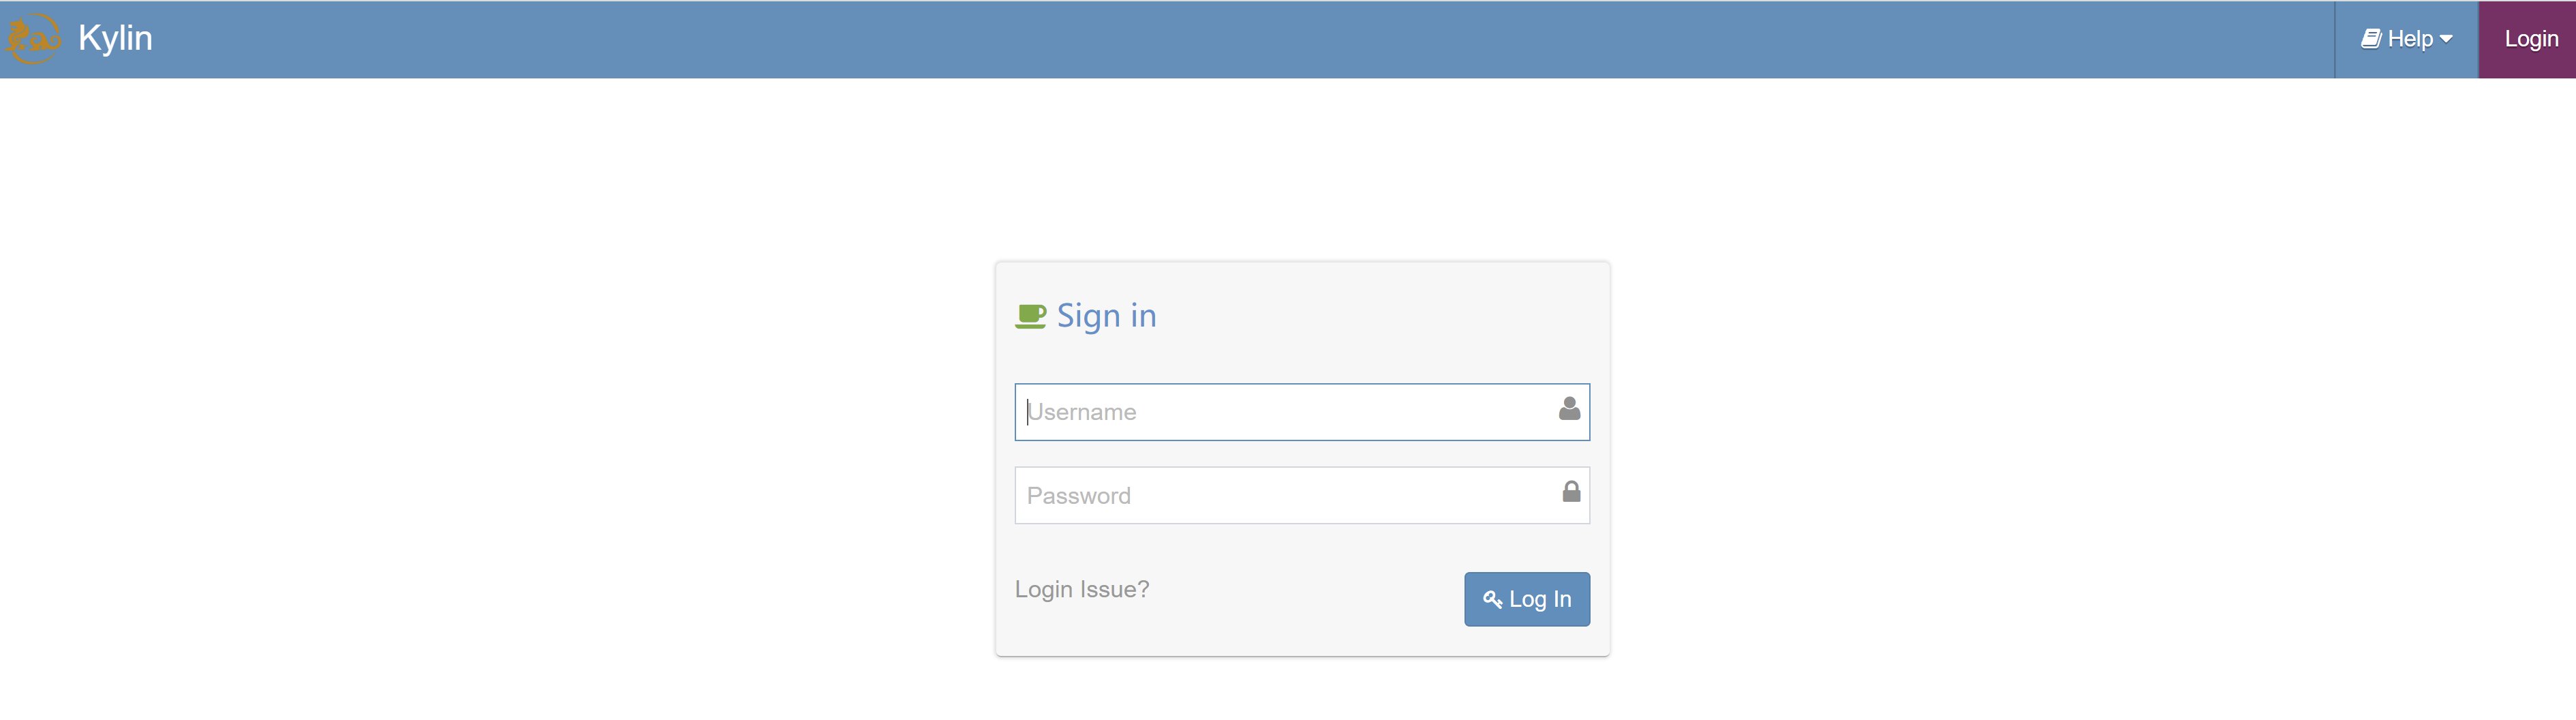 Kylin
Help
Login
Sign in
Username
Password
Login Issue?
Log In